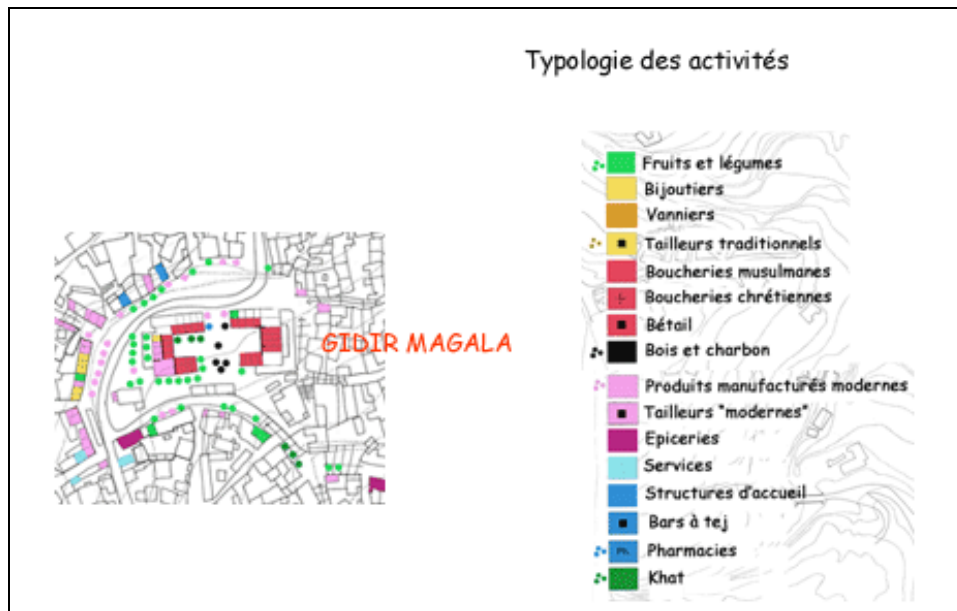 Typologie des activités
GIDIR MAGALA
Fruits et légumes
Bijoutiers
Vanniers
Tailleurs traditionnels
Boucheries musulmanes
Boucheries chrétiennes
Bétail
Bois et charbon
Produits manufacturés modernes
Tailleurs "modernes"
Epiceries
Services
Structures d'accueil
Bars à tej
Ph. Pharmacies
Khat